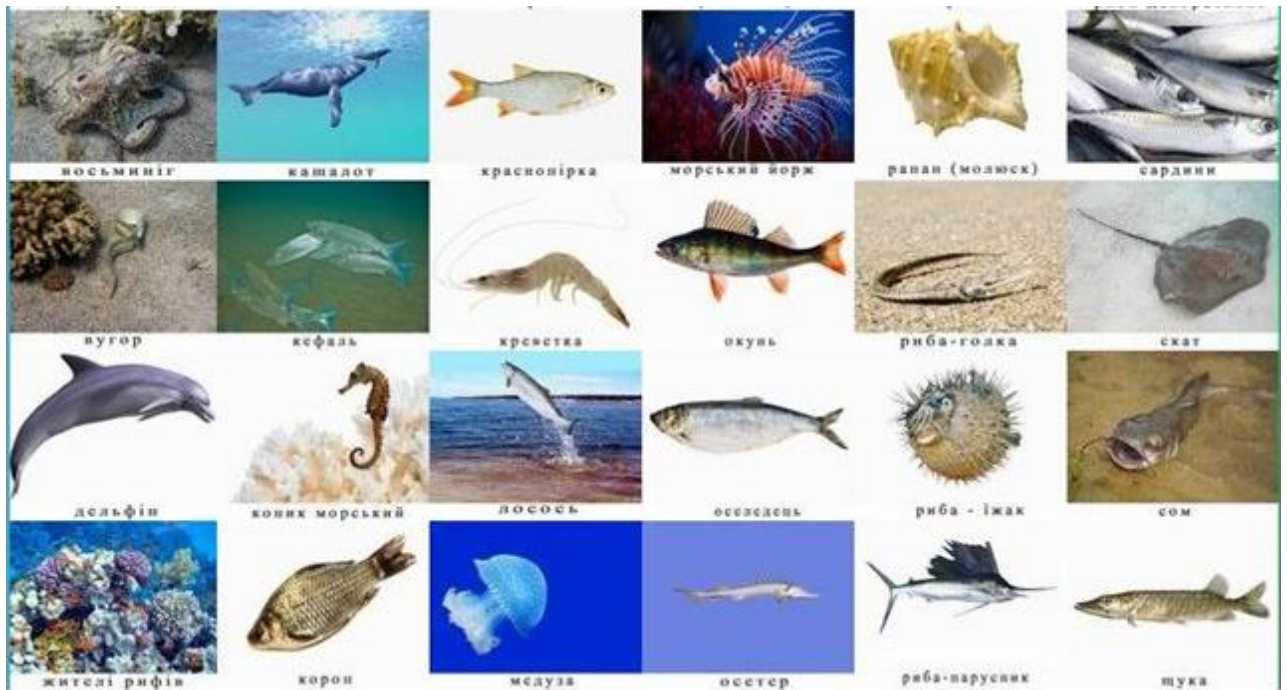 восьминіг кашалот краснопірка морський йорж рапан (молюск) сардини
вугор кефаль креветка окунь риба-голка скат
дельфін коник морський лосось оселедець риба - їжак сом
жителі рифів короп медуза осетер риба-парусник щука